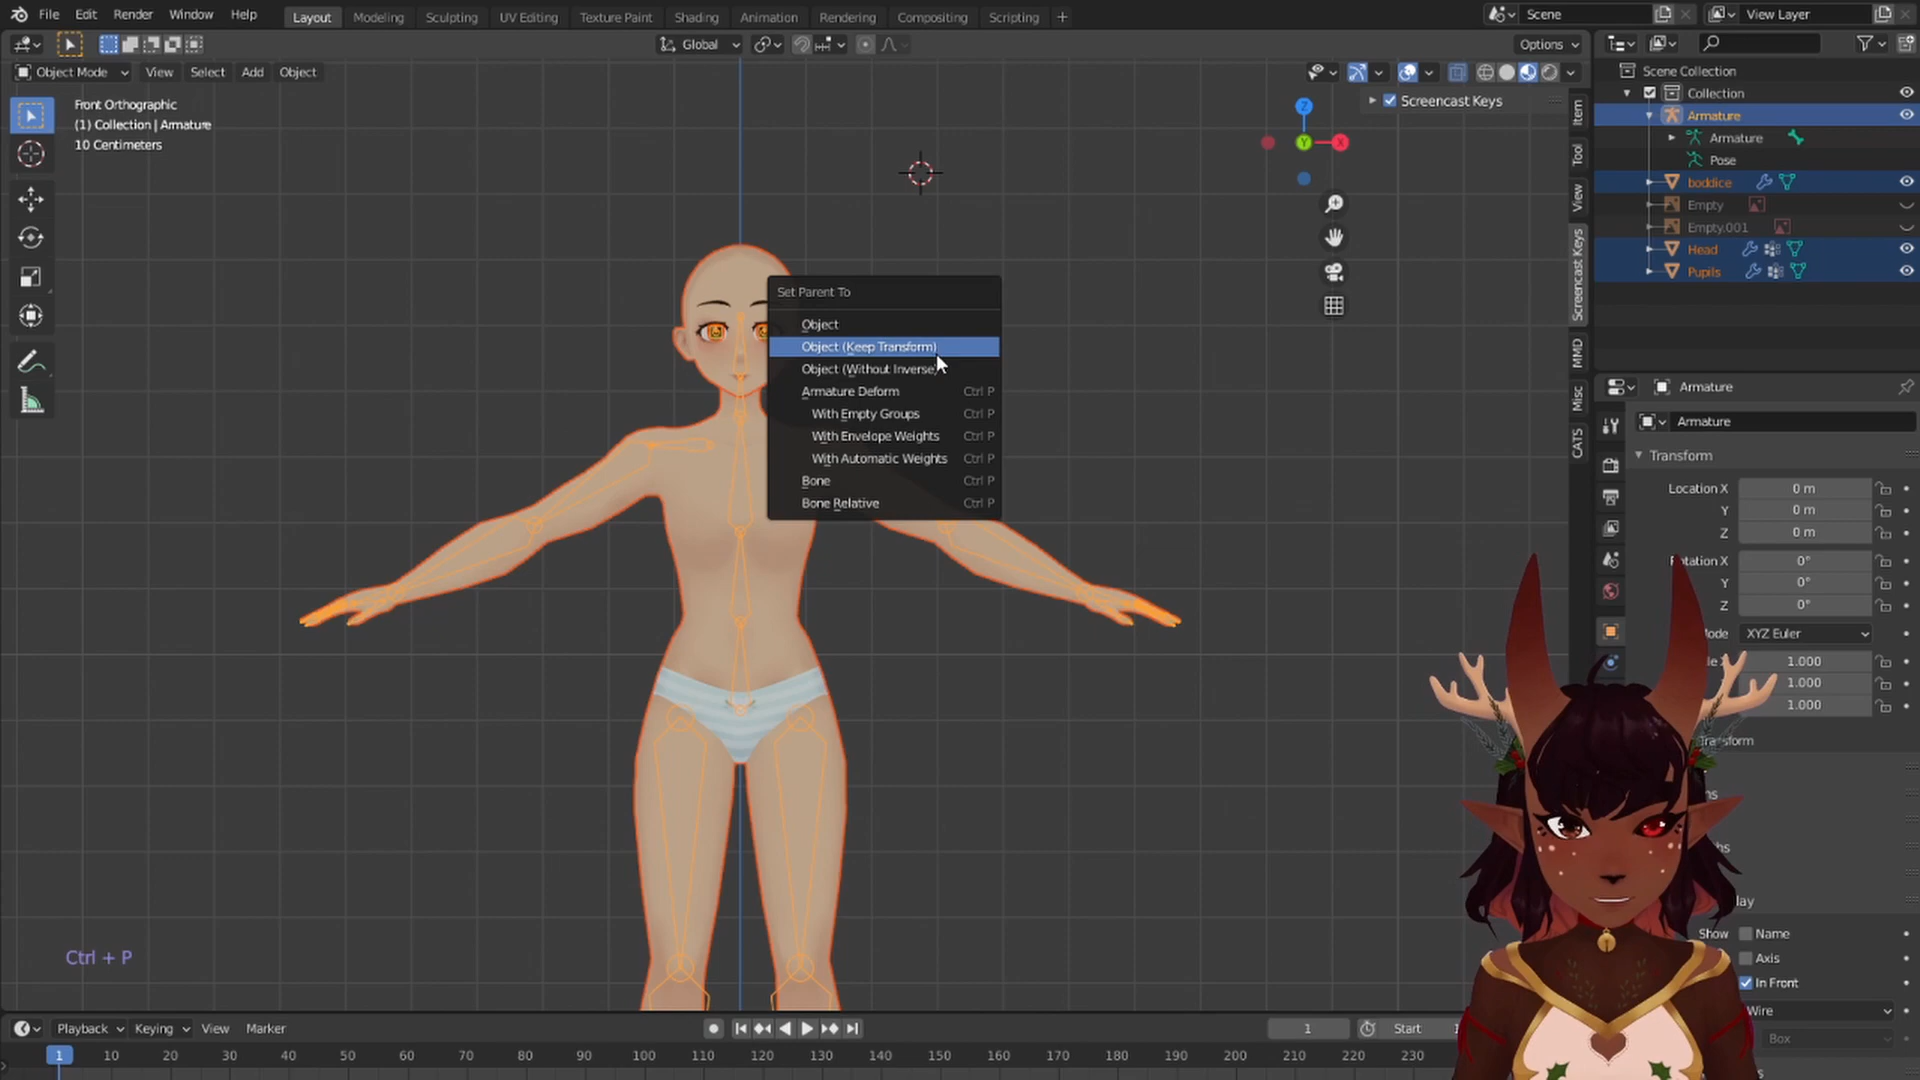 File Edit Render Window Help Layout Modeling Sculpting UV Editing Texture Paint Shading Animation Rendering Compositing Scripting + Scene View Layer
Global Options
Object Mode View Select Add Object
Front Orthographic
(1) Collection | Armature
10 Centimeters
Z
Y
X
Screencast Keys
Item
Tool
View
Screencast Keys
MMD
Misc
CATS
Scene Collection
Collection
Armature
Armature
Pose
boddice
Empty
Empty.001
Head
Pupils
Set Parent To
Object
Object (Keep Transform)
Object (Without Inverse)
Armature Deform Ctrl P
With Empty Groups Ctrl P
With Envelope Weights Ctrl P
With Automatic Weights Ctrl P
Bone Ctrl P
Bone Relative Ctrl P
Armature
Armature
Transform
Location X 0 m
Y 0 m
Z 0 m
Rotation X 0°
Y 0°
Z 0°
Mode XYZ Euler
1.000
1.000
1.000
Transform
Show Name
Axis
In Front
Wire
Box
Ctrl + P
Playback Keying View Marker 1 Start
1 10 20 30 40 50 60 70 80 90 100 110 120 130 140 150 160 170 180 190 200 210 220 230